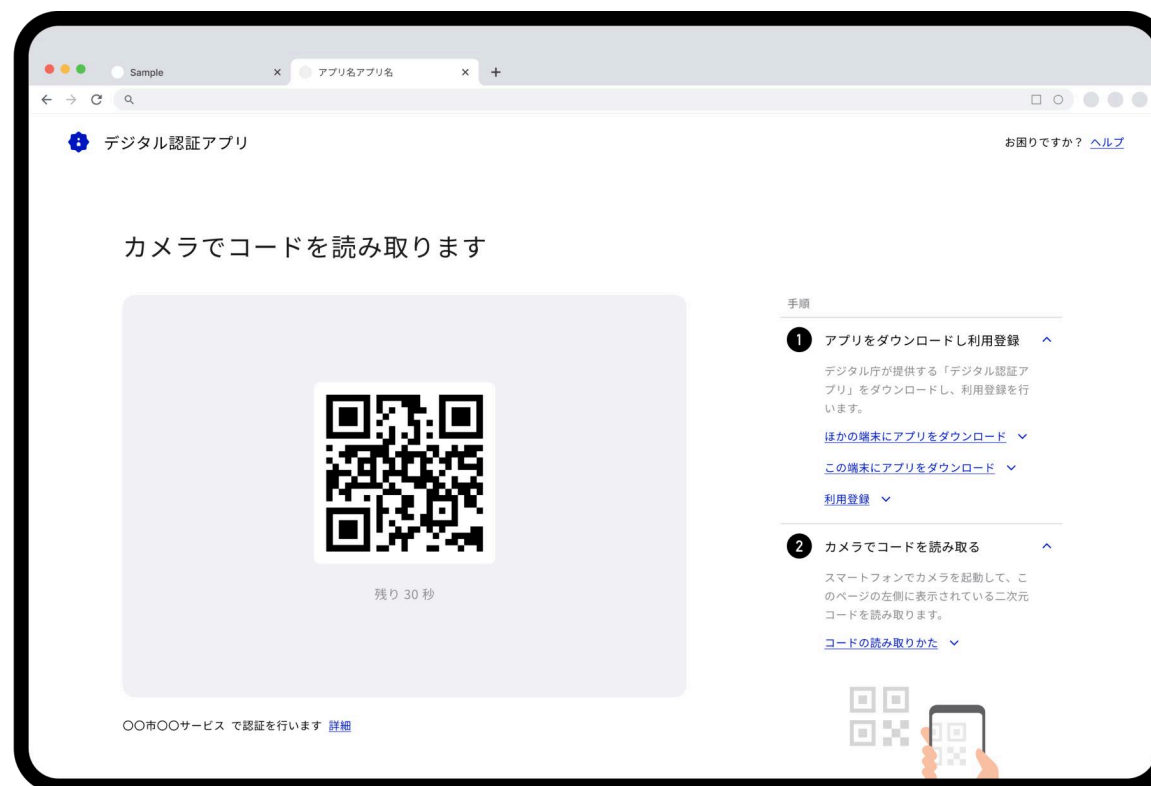 Sample
アプリ名アプリ名
デジタル認証アプリ
お困りですか？ ヘルプ
カメラでコードを読み取ります
残り 30 秒
〇〇市〇〇サービス で認証を行います 詳細
手順
1 アプリをダウンロードし利用登録
デジタル庁が提供する「デジタル認証ア
プリ」をダウンロードし、利用登録を行
います。
ほかの端末にアプリをダウンロード
この端末にアプリをダウンロード
利用登録
2 カメラでコードを読み取る
スマートフォンでカメラを起動して、こ
のページの左側に表示されている二次元
コードを読み取ります。
コードの読み取りかた